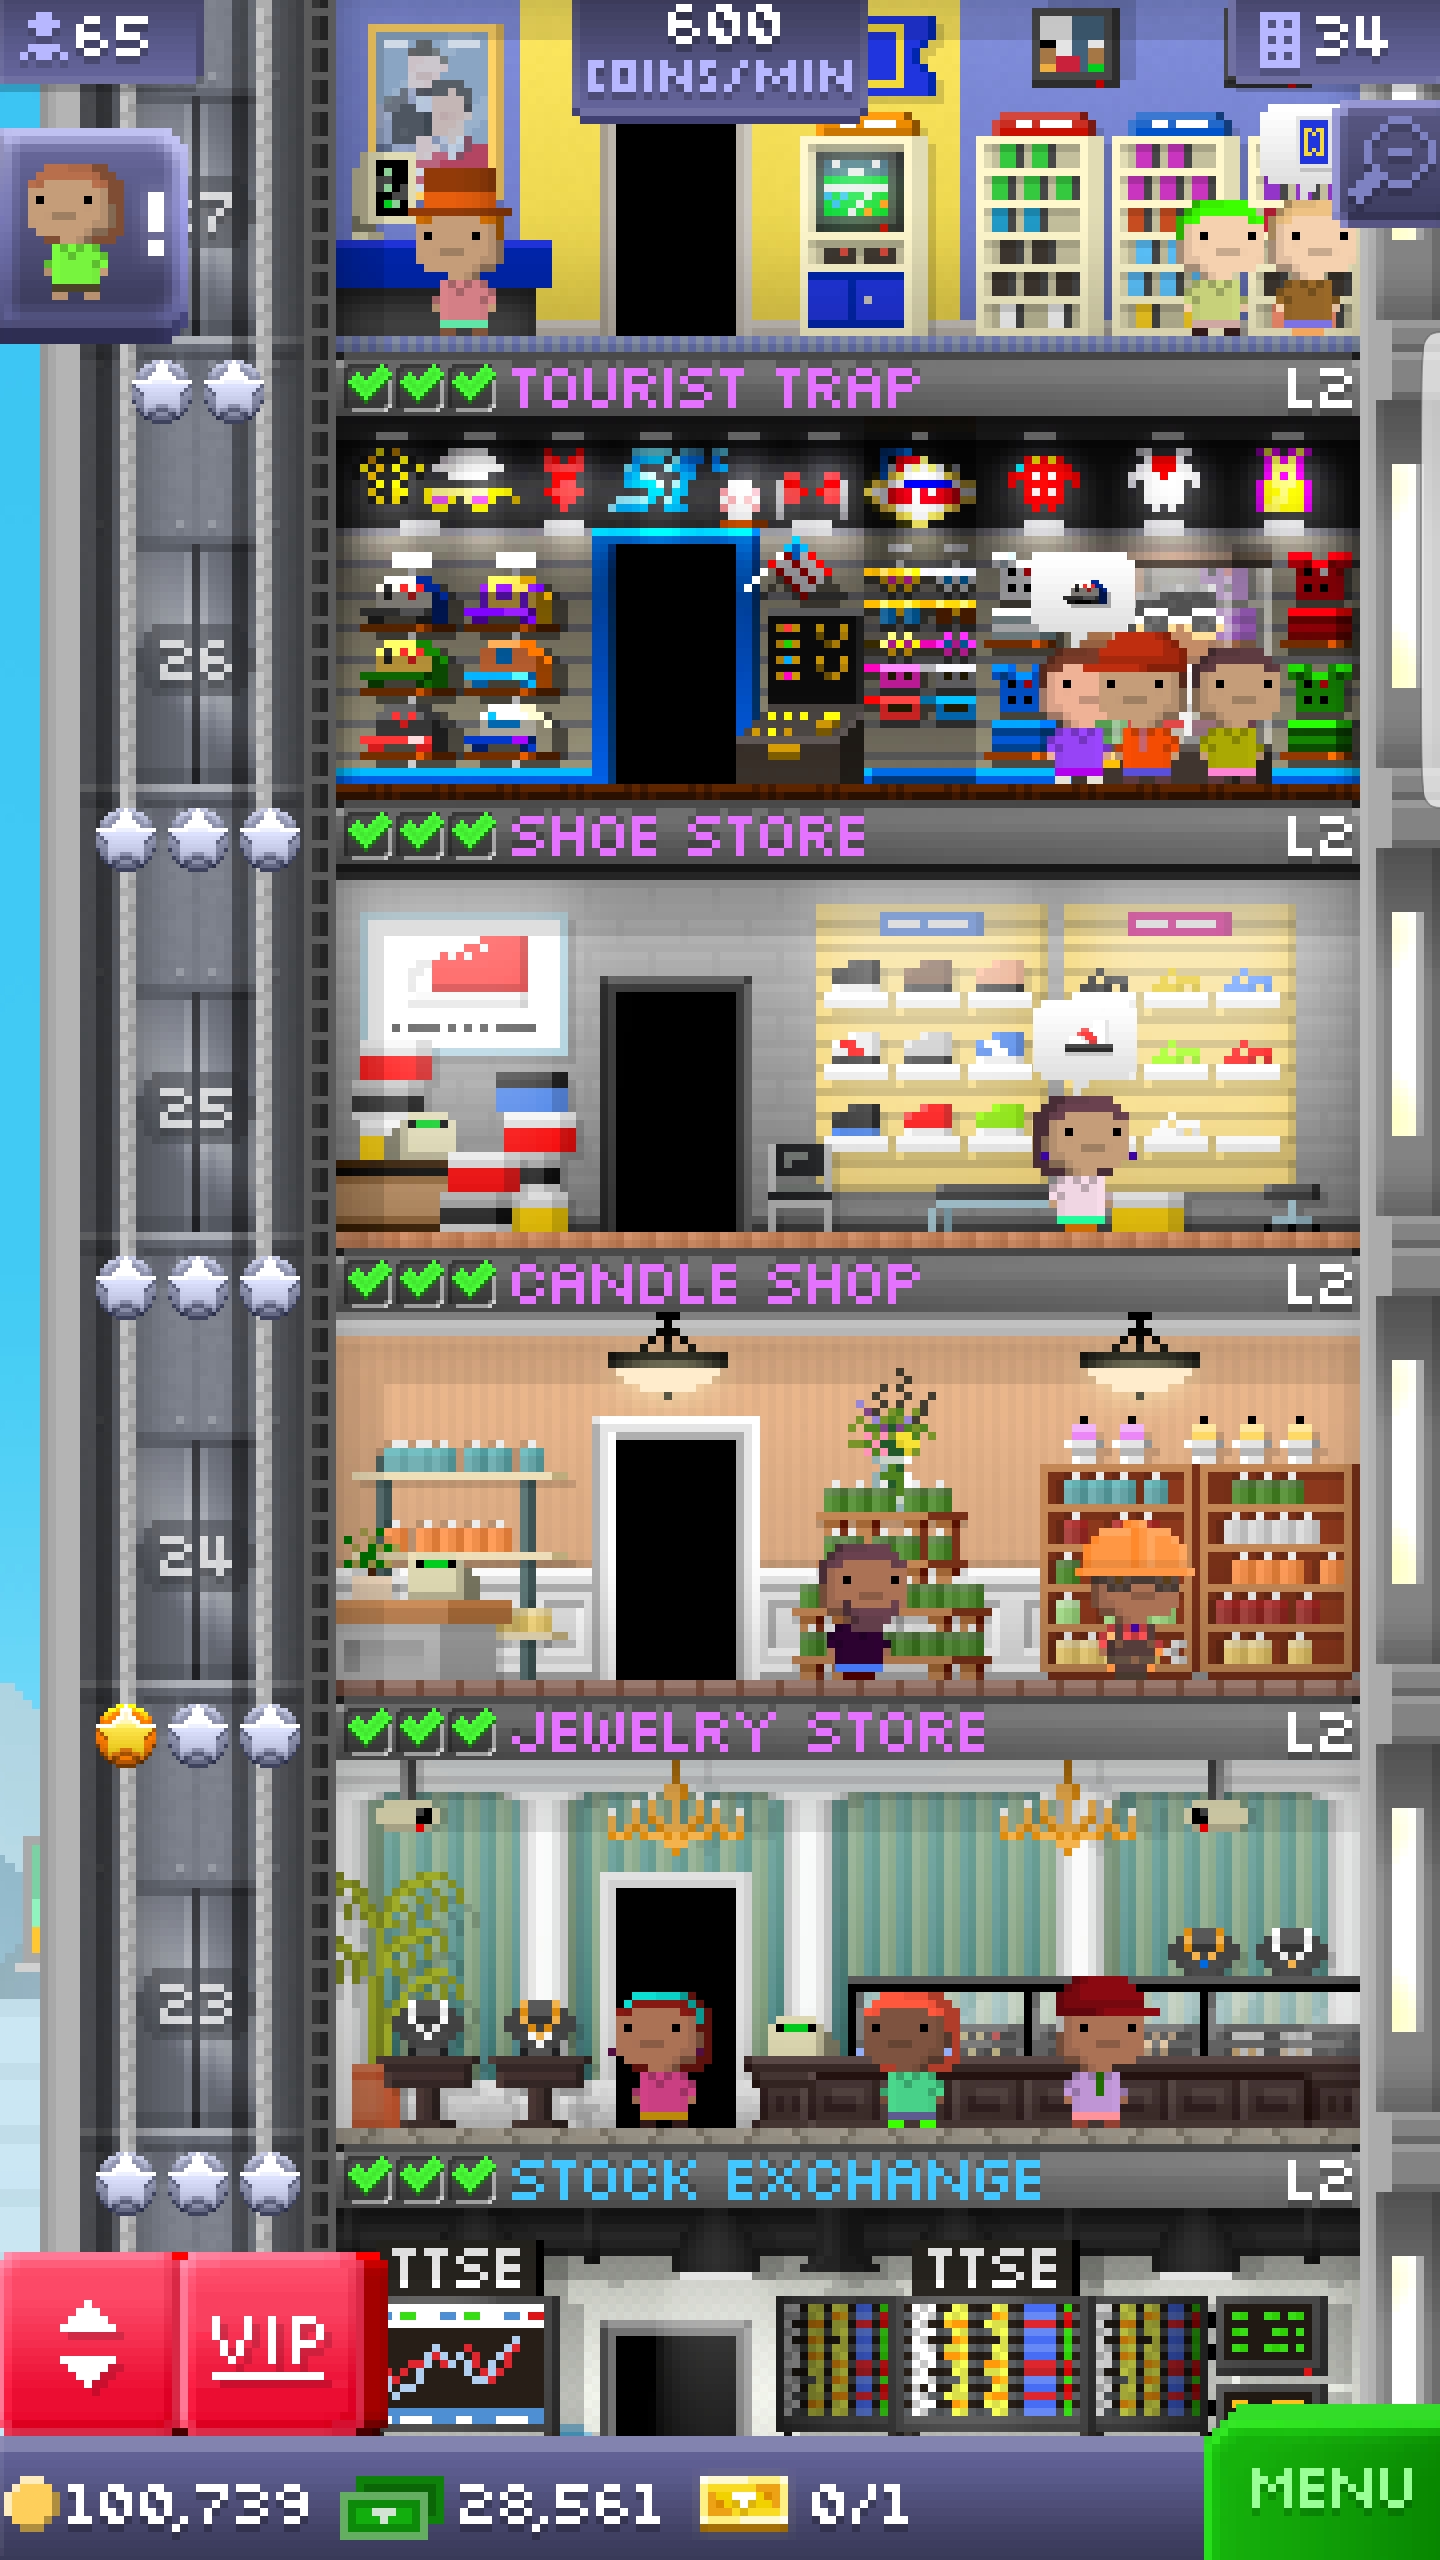 65
600
COINS/MIN
34
!
7
TOURIST TRAP
L2
26
SHOE STORE
L2
25
CANDLE SHOP
L2
24
JEWELRY STORE
L2
23
STOCK EXCHANGE
L2
TTSE
TTSE
VIP
100,739
28,561
0/1
MENU